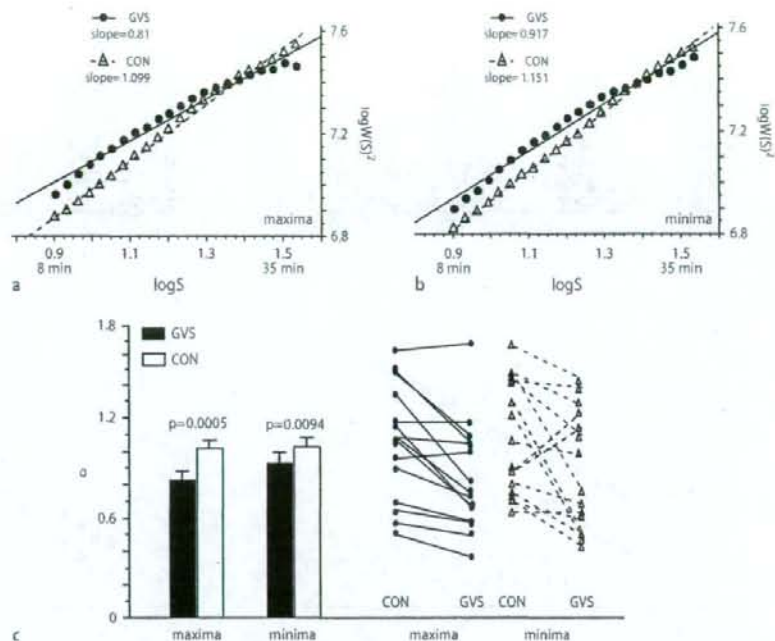 GVS
slope=0.81
CON
slope=1.099
7.6
7.2
6.8
logW(S)²
maxima
0.9 1.1 1.3 1.5
8 min 35 min
logS
a
GVS
slope=0.917
CON
slope=1.151
7.6
7.2
6.8
logW(S)²
minima
0.9 1.1 1.3 1.5
8 min 35 min
logS
b
1.8
1.2
0.6
0
GVS
CON
p=0.0005 p=0.0094
maxima minima
CON GVS CON GVS
maxima minima
c